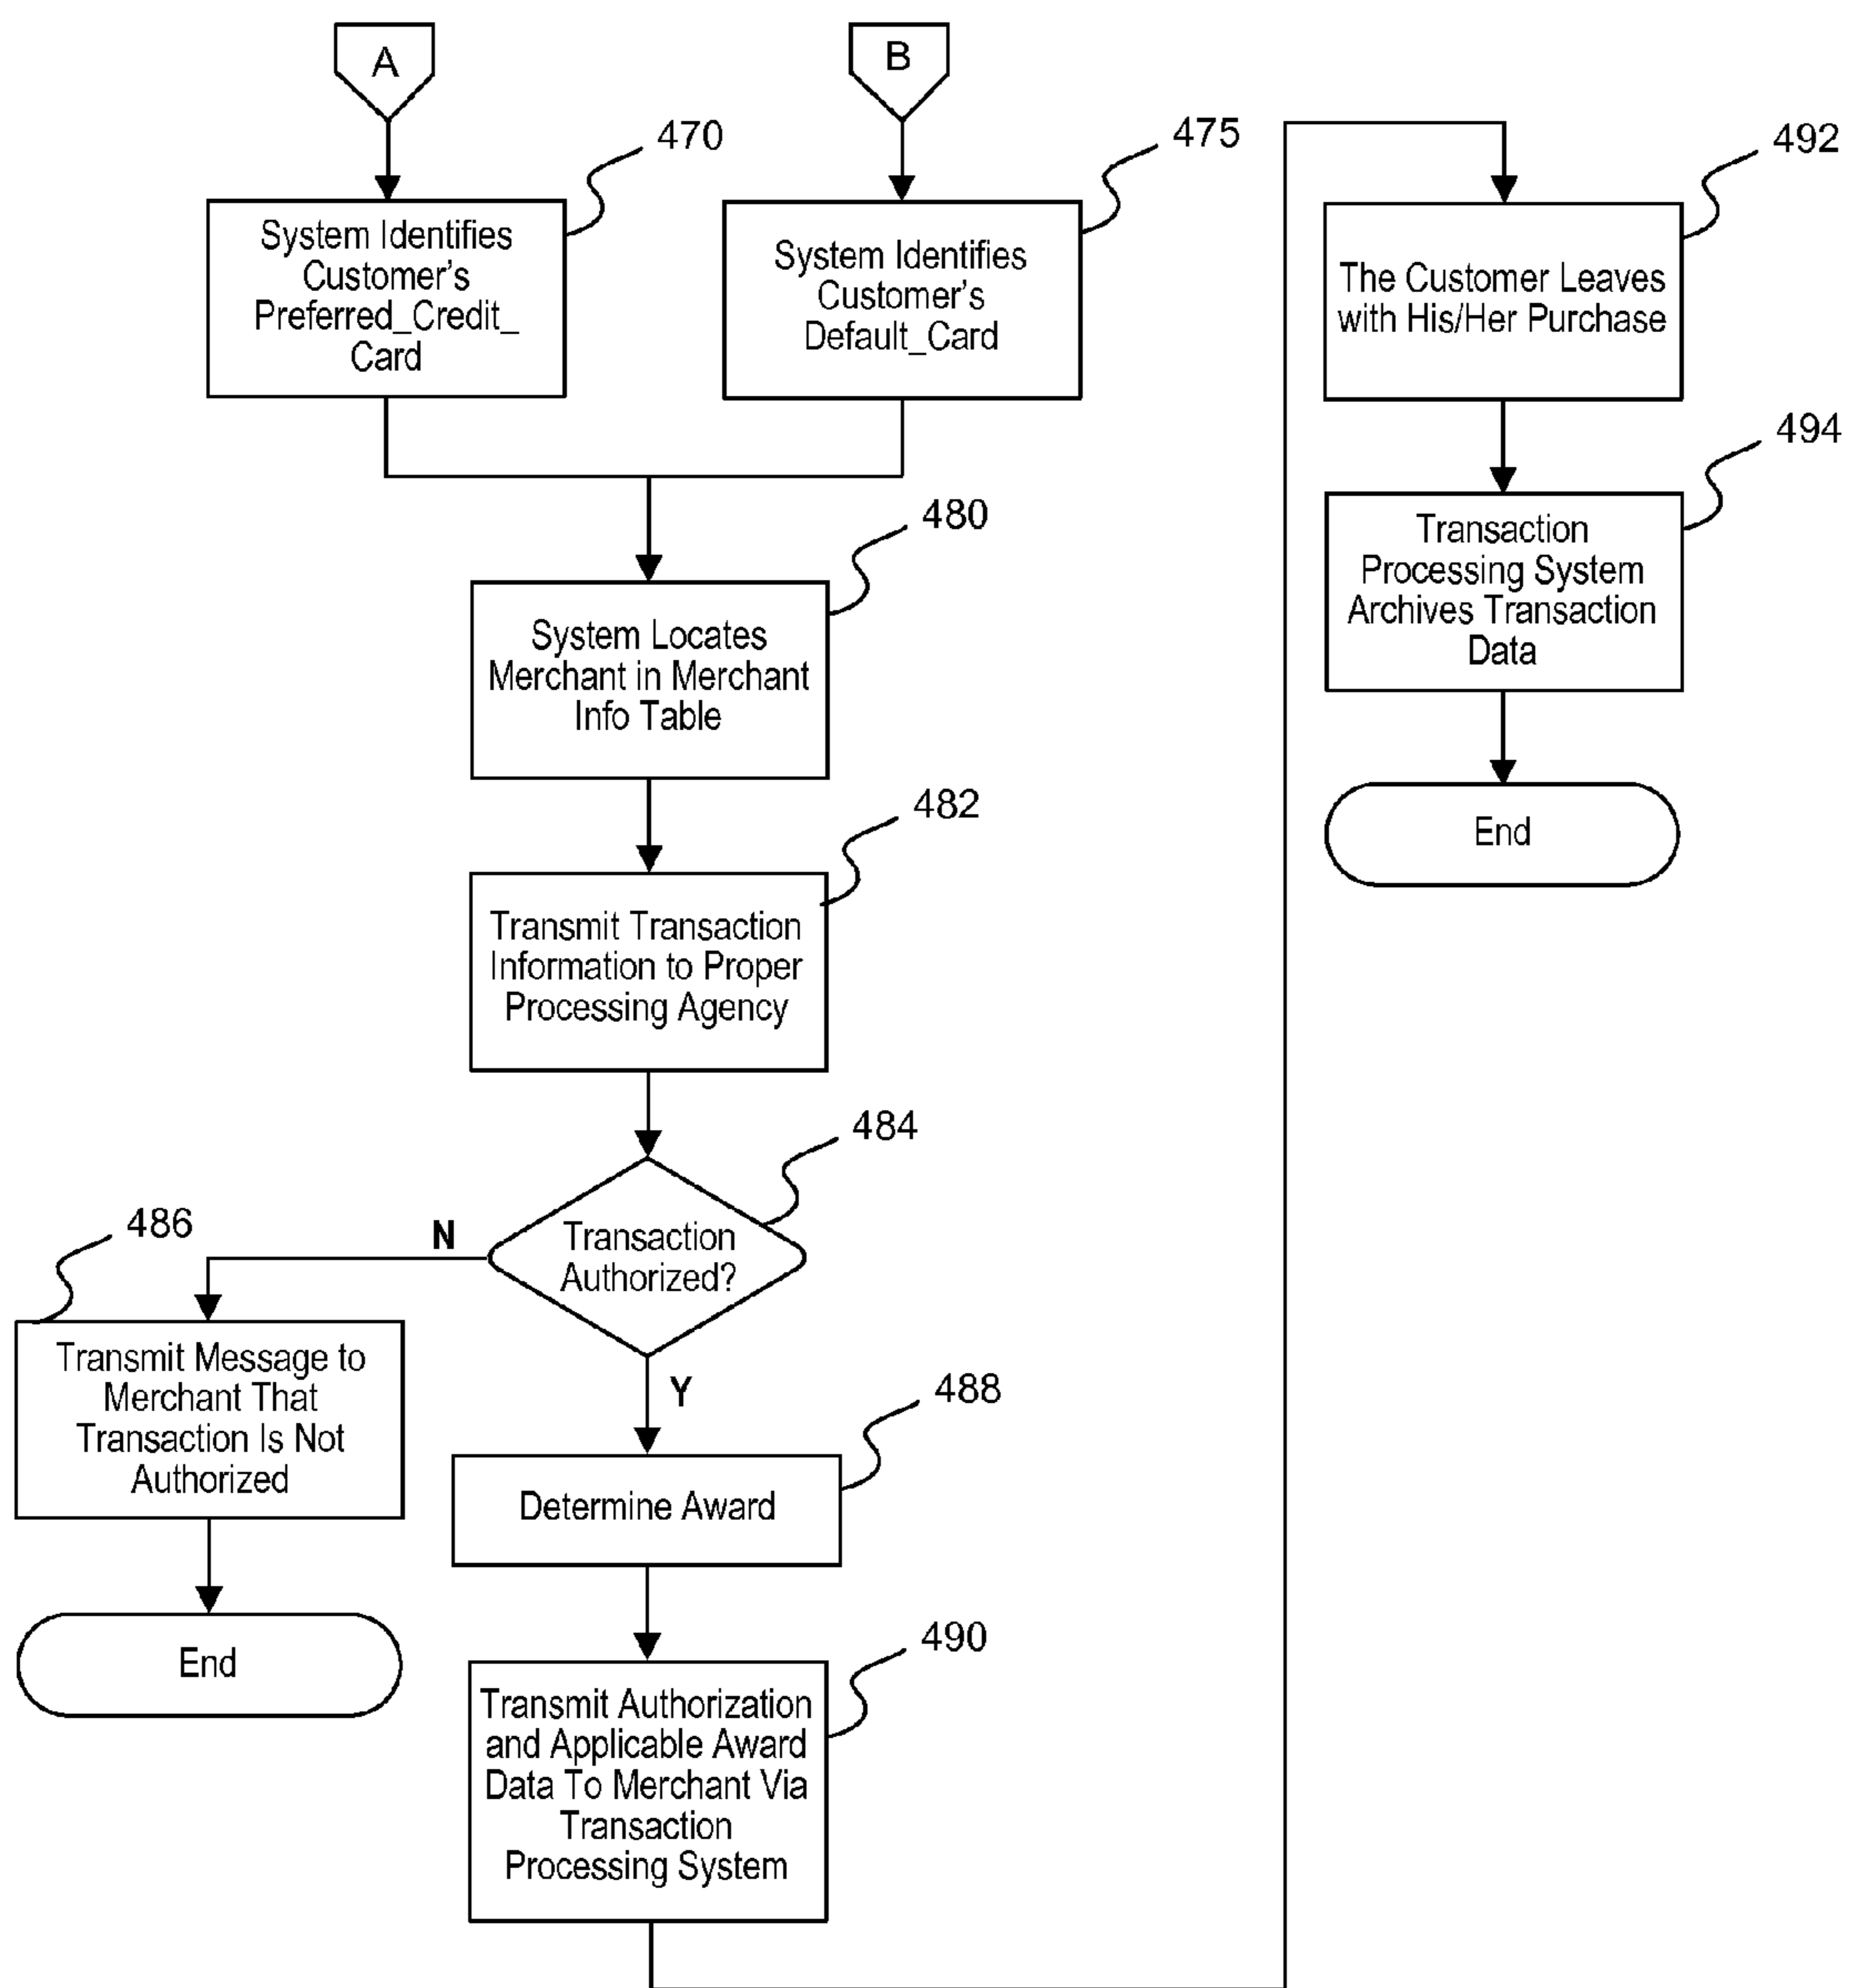 A
470
System Identifies
Customer's
Preferred_Credit_
Card
B
475
System Identifies
Customer's
Default_Card
480
System Locates
Merchant in Merchant
Info Table
482
Transmit Transaction
Information to Proper
Processing Agency
484
Transaction
Authorized?
N
486
Transmit Message to
Merchant That
Transaction Is Not
Authorized
End
Y
488
Determine Award
490
Transmit Authorization
and Applicable Award
Data To Merchant Via
Transaction
Processing System
492
The Customer Leaves
with His/Her Purchase
494
Transaction
Processing System
Archives Transaction
Data
End